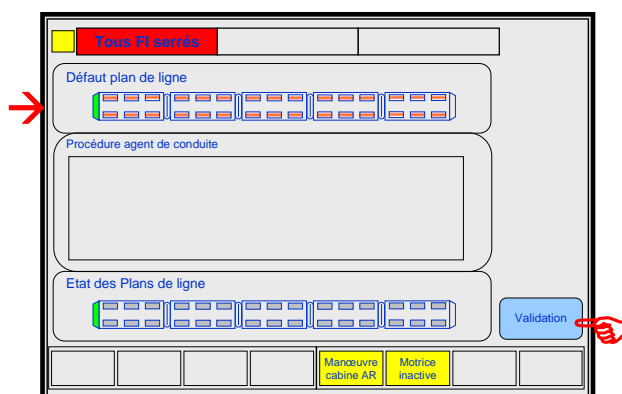 Tous FI serrés
Défaut plan de ligne
Procédure agent de conduite
Etat des Plans de ligne
Validation
Manœuvre
cabine AR
Motrice
inactive